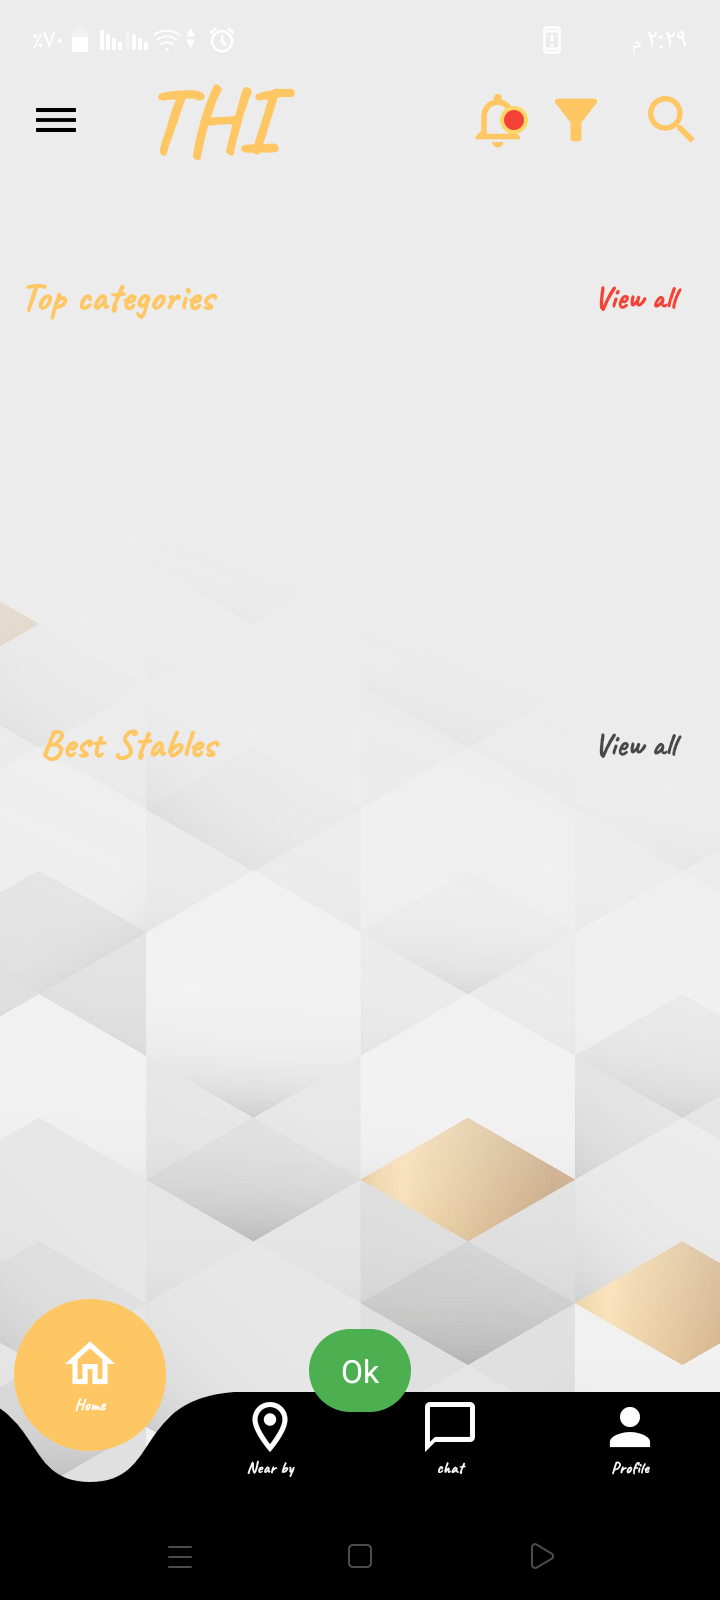 ٪٧٠
٢:٢٩ م
THI
Top categories
View all
Best Stables
View all
Ok
Home
Near by
chat
Profile